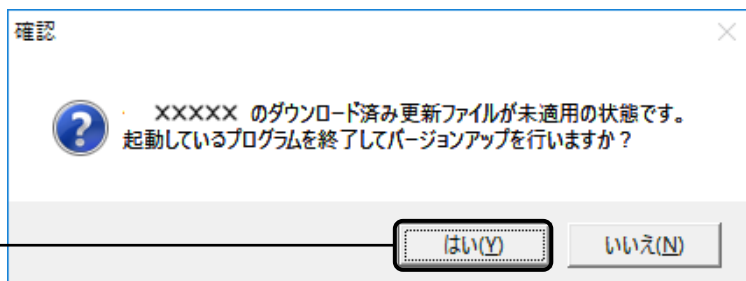 確認
××××× のダウンロード済み更新ファイルが未適用の状態です。
起動しているプログラムを終了してバージョンアップを行いますか？
はい(Y)
いいえ(N)